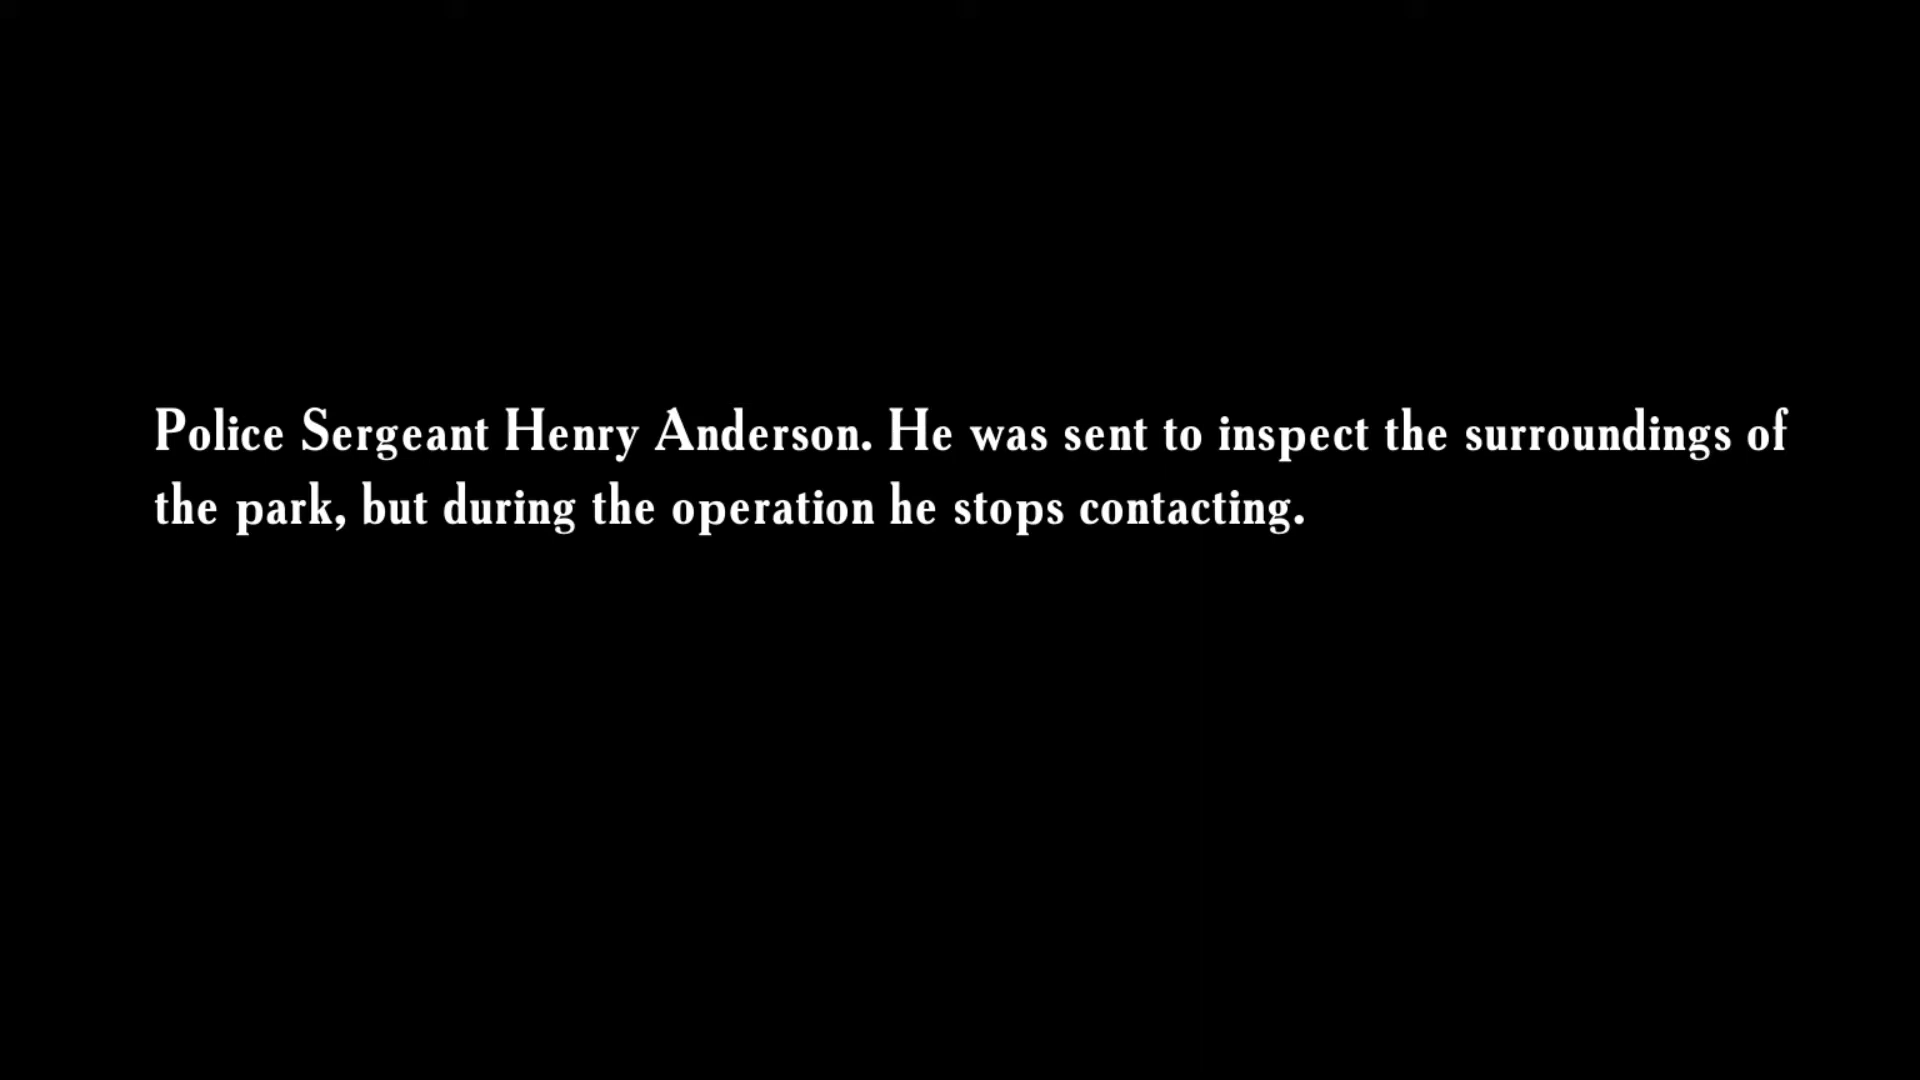 Police Sergeant Henry Anderson. He was sent to inspect the surroundings of
the park, but during the operation he stops contacting.